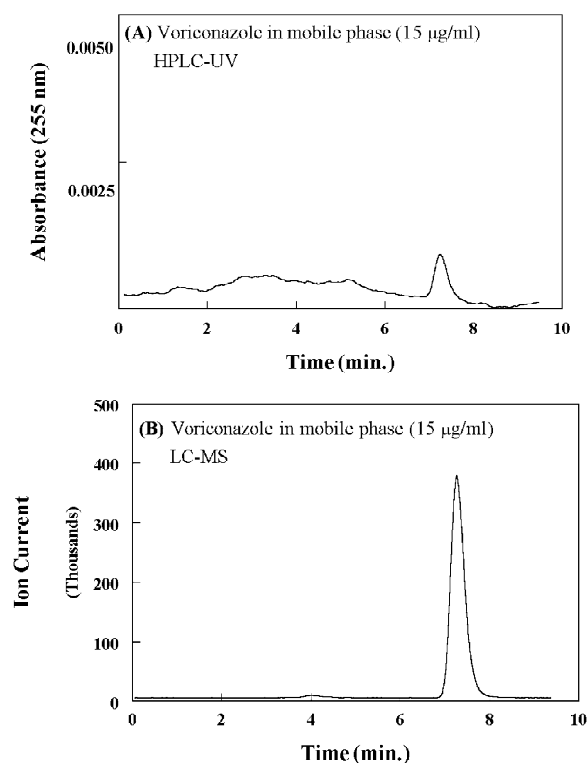 (A) Voriconazole in mobile phase (15 µg/ml)
HPLC-UV
0.0050
0.0025
Absorbance (255 nm)
0 2 4 6 8 10
Time (min.)
(B) Voriconazole in mobile phase (15 µg/ml)
LC-MS
500
400
300
200
100
0
Ion Current
(Thousands)
0 2 4 6 8 10
Time (min.)